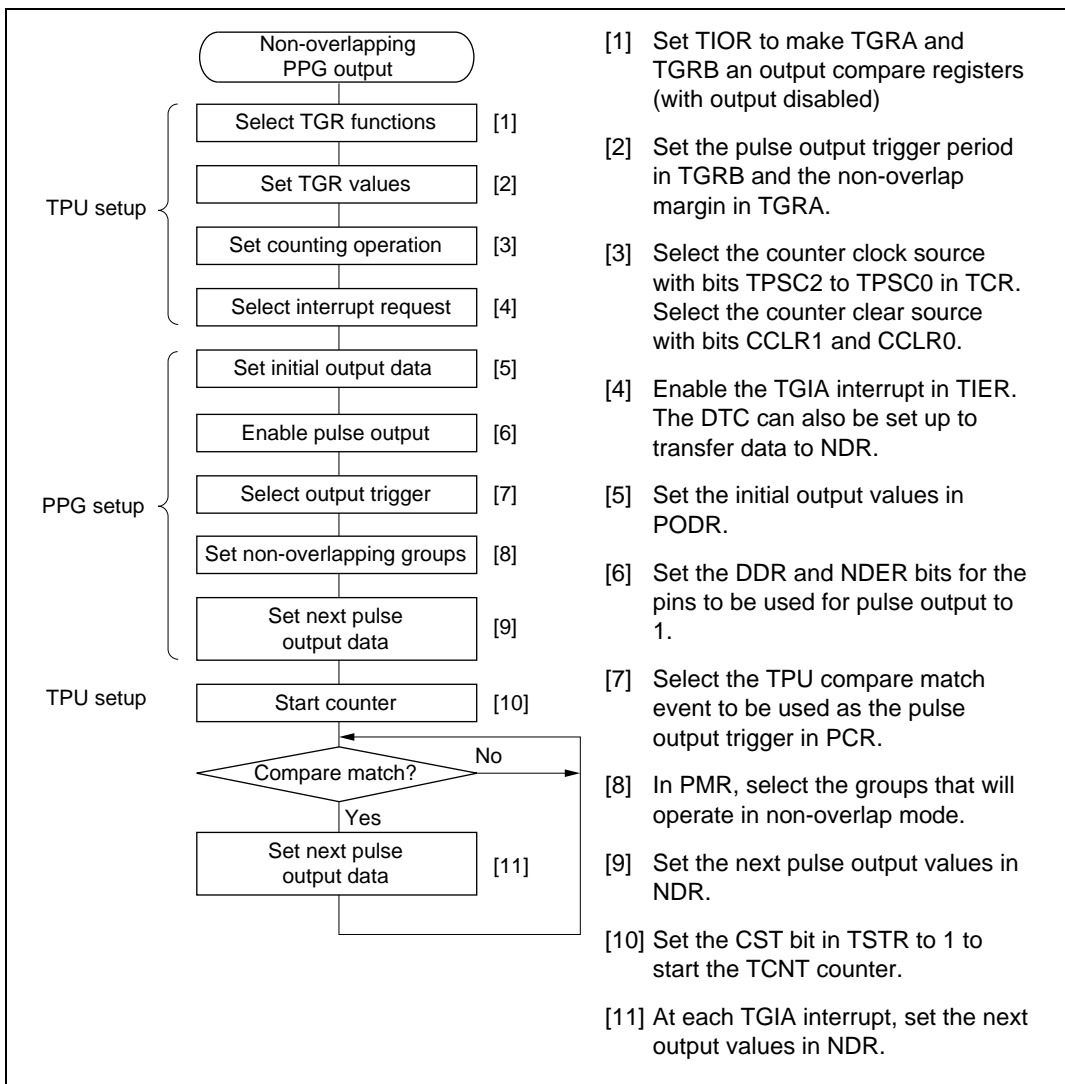 Non-overlapping
PPG output
Select TGR functions [1]
Set TGR values [2]
TPU setup
Set counting operation [3]
Select interrupt request [4]
Set initial output data [5]
Enable pulse output [6]
Select output trigger [7]
PPG setup
Set non-overlapping groups [8]
Set next pulse
output data
[9]
TPU setup
Start counter [10]
Compare match?
No
Yes
Set next pulse
output data
[11]
[1] Set TIOR to make TGRA and
TGRB an output compare registers
(with output disabled)
[2] Set the pulse output trigger period
in TGRB and the non-overlap
margin in TGRA.
[3] Select the counter clock source
with bits TPSC2 to TPSC0 in TCR.
Select the counter clear source
with bits CCLR1 and CCLR0.
[4] Enable the TGIA interrupt in TIER.
The DTC can also be set up to
transfer data to NDR.
[5] Set the initial output values in
PODR.
[6] Set the DDR and NDER bits for the
pins to be used for pulse output to
1.
[7] Select the TPU compare match
event to be used as the pulse
output trigger in PCR.
[8] In PMR, select the groups that will
operate in non-overlap mode.
[9] Set the next pulse output values in
NDR.
[10] Set the CST bit in TSTR to 1 to
start the TCNT counter.
[11] At each TGIA interrupt, set the next
output values in NDR.